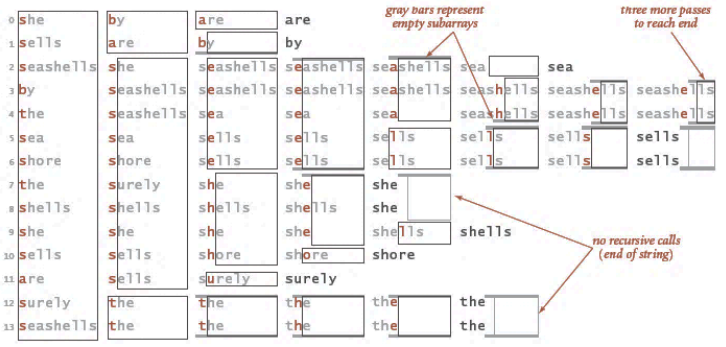 gray bars represent
empty subarrays
three more passes
to reach end
0 she by are are
1 sells are by by
2 seashells she seashells seashells seashells sea sea
3 by seashells seashells seashells seashells seashells seashells seashells
4 the seashells sea sea sea seashells seashells seashells
5 sea sea sells sells sells sells sells sells
6 shore shore sells sells sells sells sells sells
7 the surely she she she
8 shells shells shells shells she
9 she she she she shells shells
10 sells sells shore shore shore
11 are sells surely surely
12 surely the the the the the
13 seashells the the the the the
no recursive calls
(end of string)